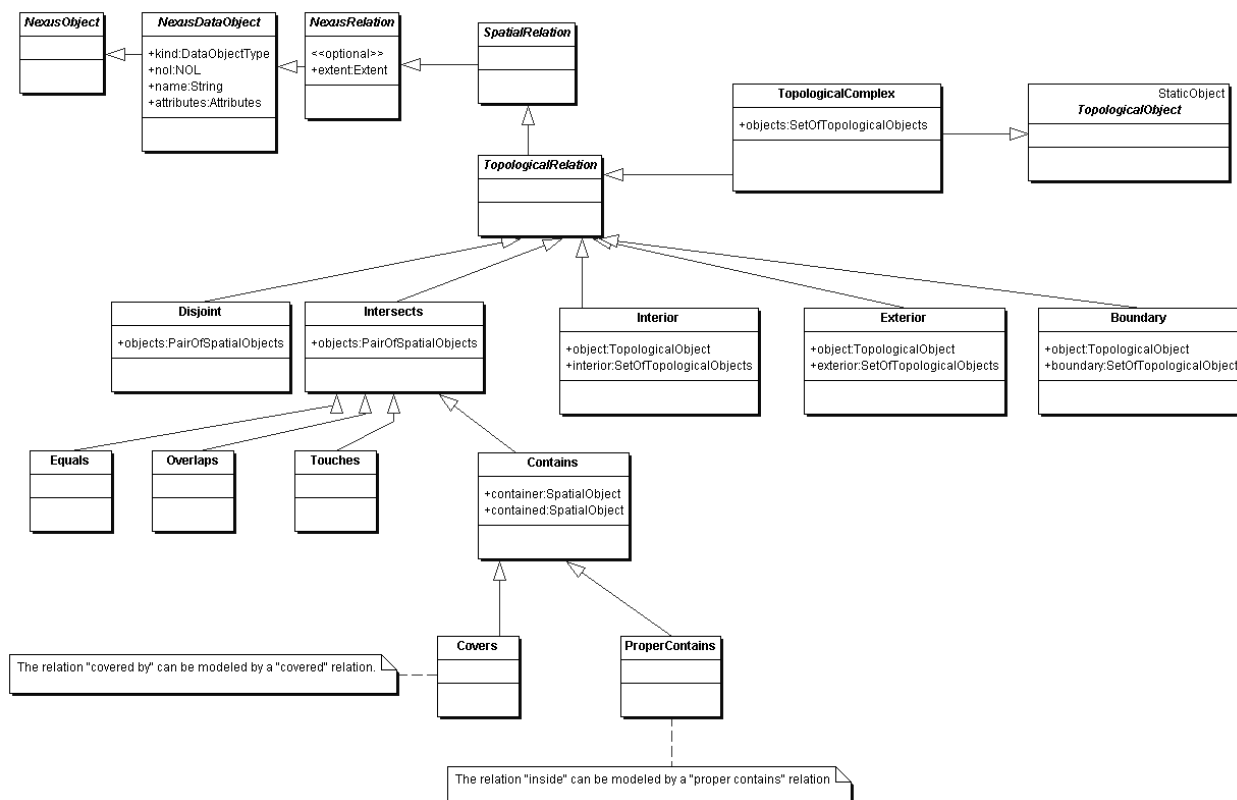 NexusObject
NexusDataObject
+kind:DataObjectType
+nol:NOL
+name:String
+attributes:Attributes
NexusRelation
<<optional>>
+extent:Extent
SpatialRelation
TopologicalComplex
+objects:SetOfTopologicalObjects
StaticObject
TopologicalObject
TopologicalRelation
Disjoint
+objects:PairOfSpatialObjects
Intersects
+objects:PairOfSpatialObjects
Interior
+object:TopologicalObject
+interior:SetOfTopologicalObjects
Exterior
+object:TopologicalObject
+exterior:SetOfTopologicalObjects
Boundary
+object:TopologicalObject
+boundary:SetOfTopologicalObject
Equals
Overlaps
Touches
Contains
+container:SpatialObject
+contained:SpatialObject
Covers
ProperContains
The relation "covered by" can be modeled by a "covered" relation.
The relation "inside" can be modeled by a "proper contains" relation